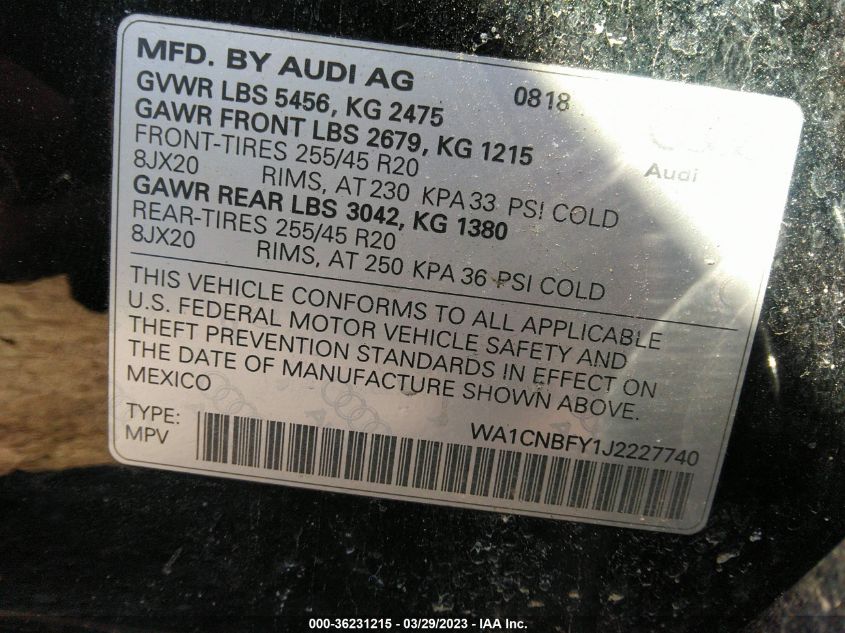 MFD. BY AUDI AG 0818
GVWR LBS 5456, KG 2475
GAWR FRONT LBS 2679, KG 1215
FRONT-TIRES 255/45 R20
8JX20 RIMS, AT 230 KPA 33 PSI COLD
GAWR REAR LBS 3042, KG 1380
REAR-TIRES 255/45 R20
8JX20 RIMS, AT 250 KPA 36 PSI COLD
Audi
THIS VEHICLE CONFORMS TO ALL APPLICABLE
U.S. FEDERAL MOTOR VEHICLE SAFETY AND
THEFT PREVENTION STANDARDS IN EFFECT ON
THE DATE OF MANUFACTURE SHOWN ABOVE.
MEXICO
TYPE:
MPV
WA1CNBFY1J2227740
000-36231215 - 03/29/2023 - IAA Inc.